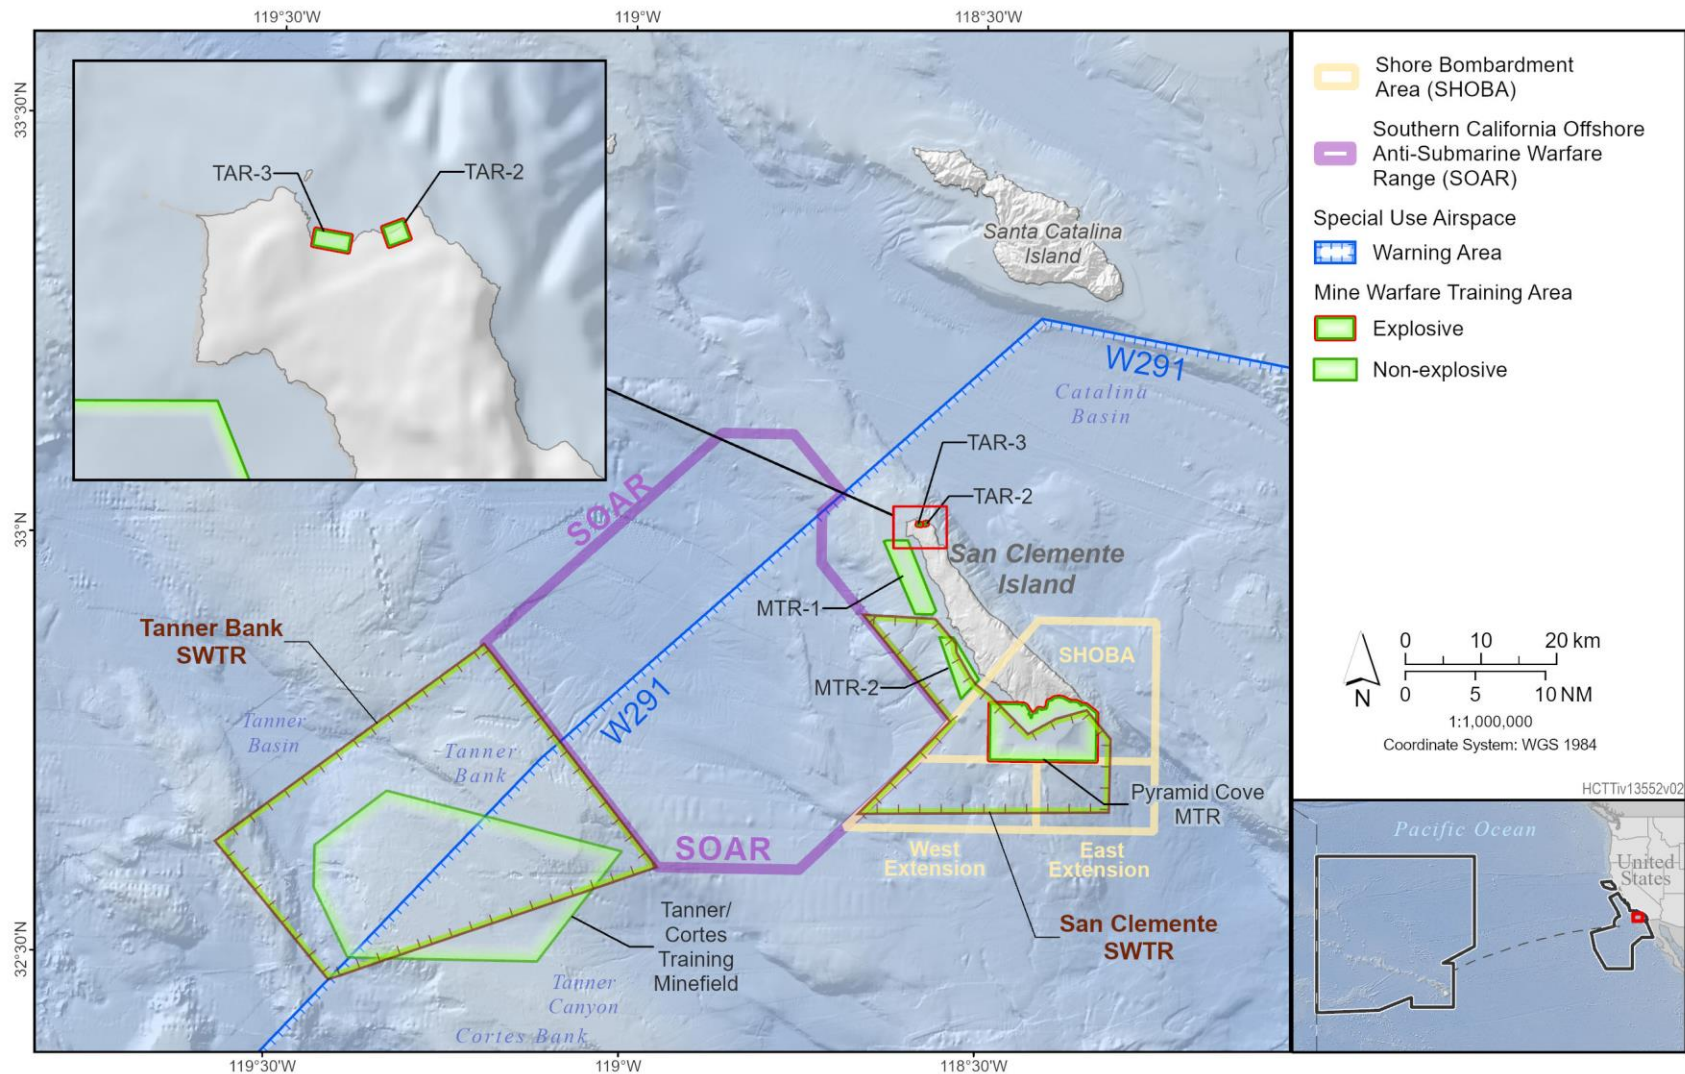 119°30'W
119°W
118°30'W
33°30'N
33°N
32°30'N
119°30'W
119°W
118°30'W
TAR-3
TAR-2
Santa Catalina
Island
W291
Catalina
Basin
TAR-3
TAR-2
SOAR
San Clemente
Island
MTR-1
Tanner Bank
SWTR
SHOBA
MTR-2
W291
Tanner
Basin
Tanner
Bank
Pyramid Cove
MTR
SOAR
West
Extension
East
Extension
Tanner/
Cortes
Training
Minefield
San Clemente
SWTR
Tanner
Canyon
Cortes Bank
Shore Bombardment
Area (SHOBA)
Southern California Offshore
Anti-Submarine Warfare
Range (SOAR)
Special Use Airspace
Warning Area
Mine Warfare Training Area
Explosive
Non-explosive
N
0 10 20 km
0 5 10 NM
1:1,000,000
Coordinate System: WGS 1984
HCTTiv13552v02
Pacific Ocean
United
States